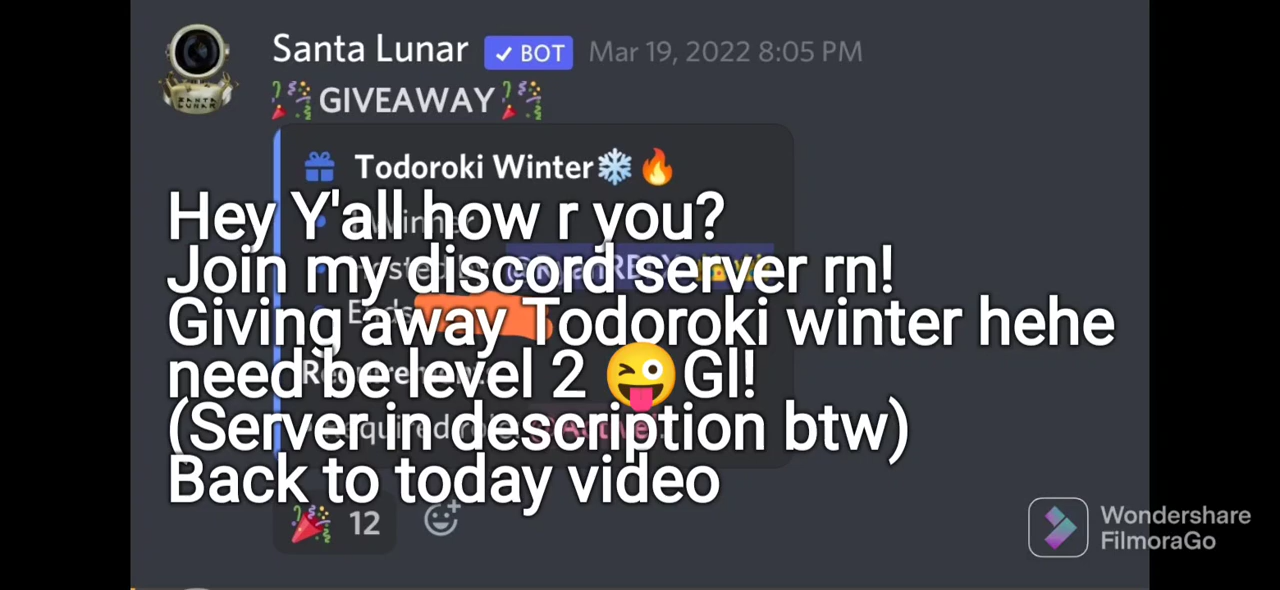 Santa Lunar ✓ BOT Mar 19, 2022 8:05 PM
🎉GIVEAWAY🎉
Todoroki Winter❄️🔥
Hey Y'all how r you?
Winner
Join my discord server rn!
Giving away Todoroki winter hehe
Ends
need be level 2 😜Gl!
(Server in description btw)
Back to today video
🎉 12
Wondershare
FilmoraGo